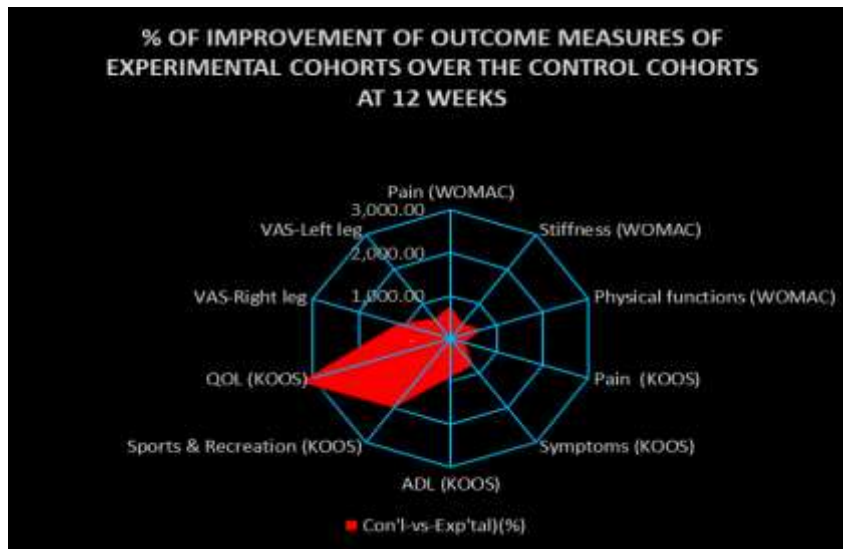 % OF IMPROVEMENT OF OUTCOME MEASURES OF
EXPERIMENTAL COHORTS OVER THE CONTROL COHORTS
AT 12 WEEKS
Pain (WOMAC)
3,000.00
VAS-Left leg
Stiffness (WOMAC)
2,000.00
VAS-Right leg
1,000.00
Physical functions (WOMAC)
QOL (KOOS)
Pain (KOOS)
Sports & Recreation (KOOS)
Symptoms (KOOS)
ADL (KOOS)
Con'l-vs-Exp'tal)(%)